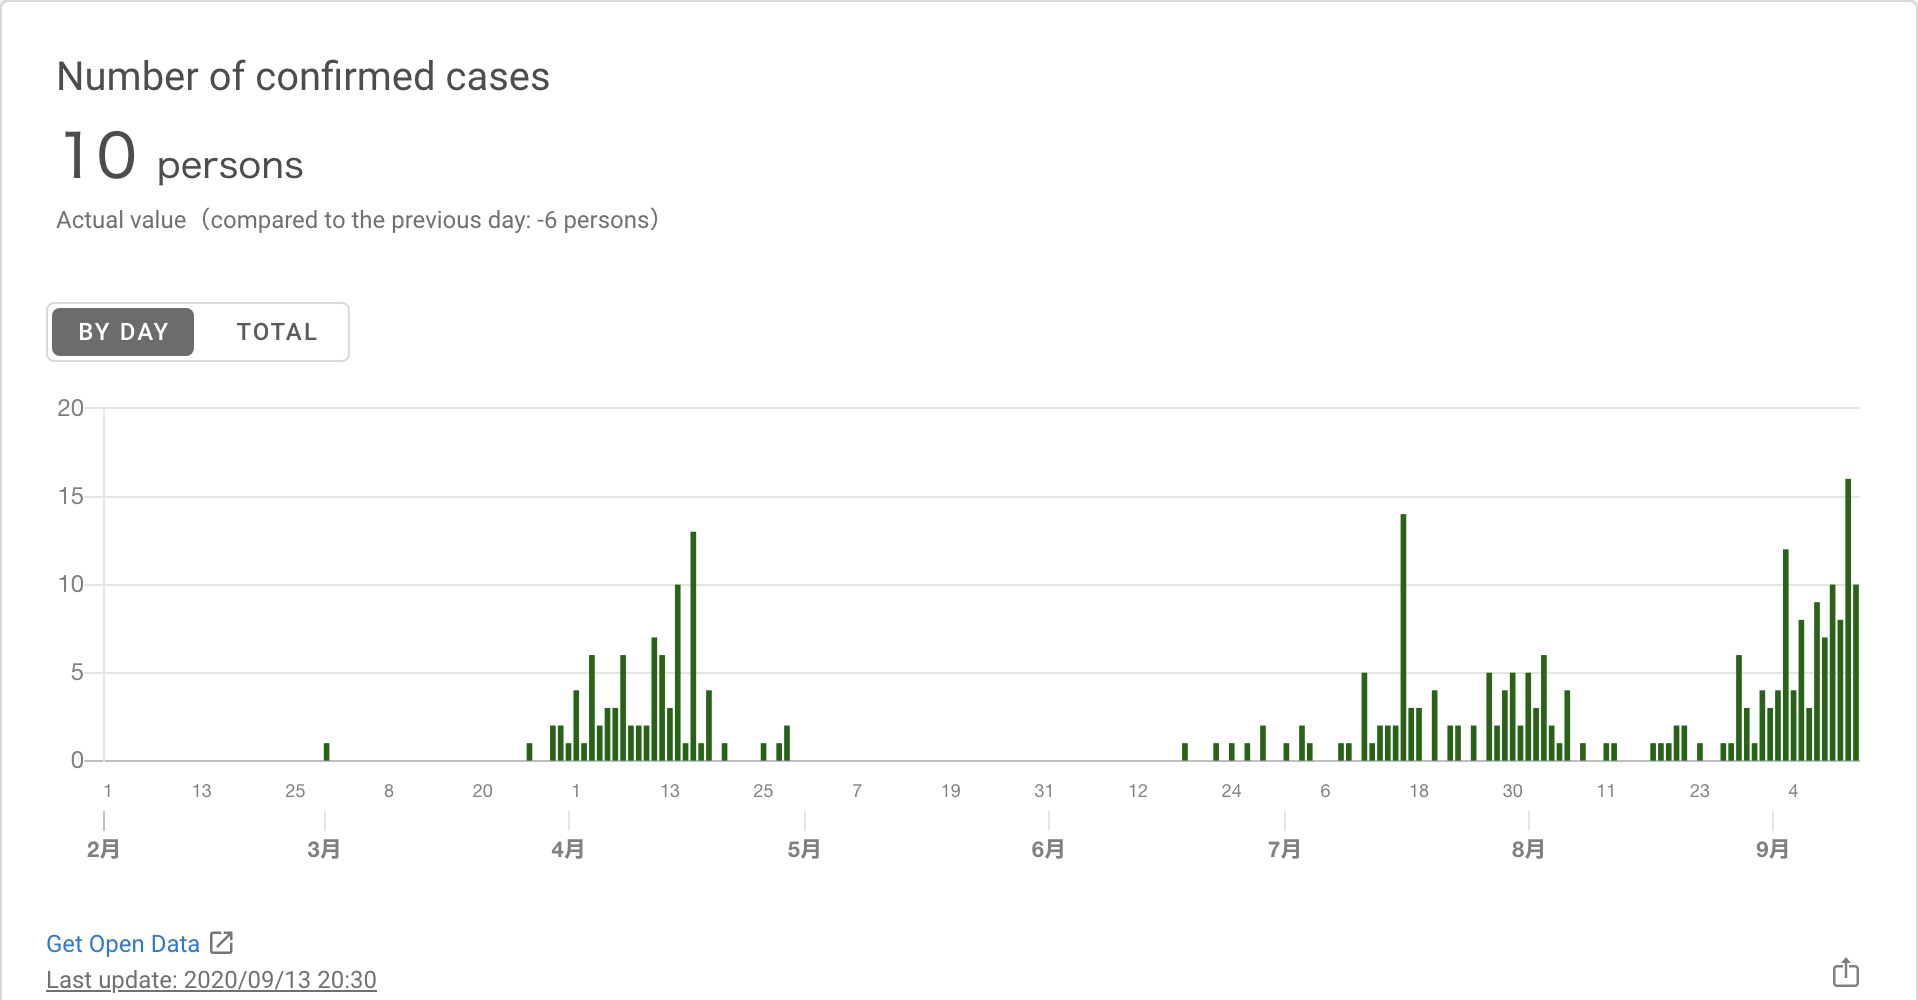 Number of confirmed cases
10 persons
Actual value（compared to the previous day: -6 persons）
BY DAY TOTAL
20
15
10
5
0
1 13 25 8 20 1 13 25 7 19 31 12 24 6 18 30 11 23 4
2月 3月 4月 5月 6月 7月 8月 9月
Get Open Data
Last update: 2020/09/13 20:30